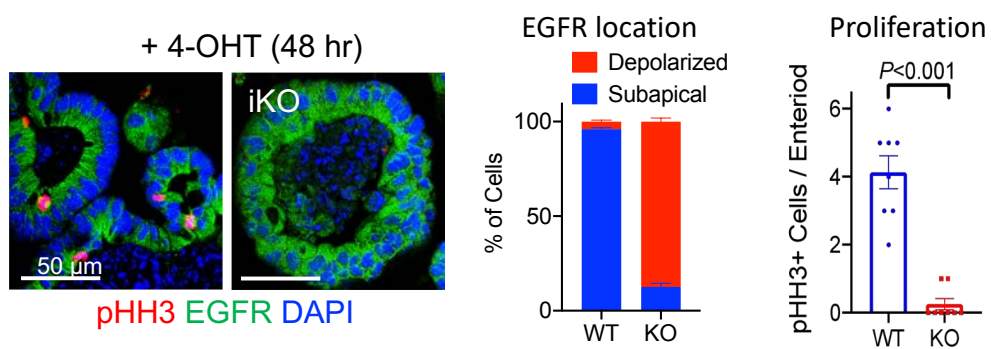 + 4-OHT (48 hr)
iKO
50 μm
pHH3 EGFR DAPI
EGFR location
Depolarized
Subapical
% of Cells
100
50
0
WT KO
Proliferation
P<0.001
pHH3+ Cells / Enteriod
6
4
2
0
WT KO